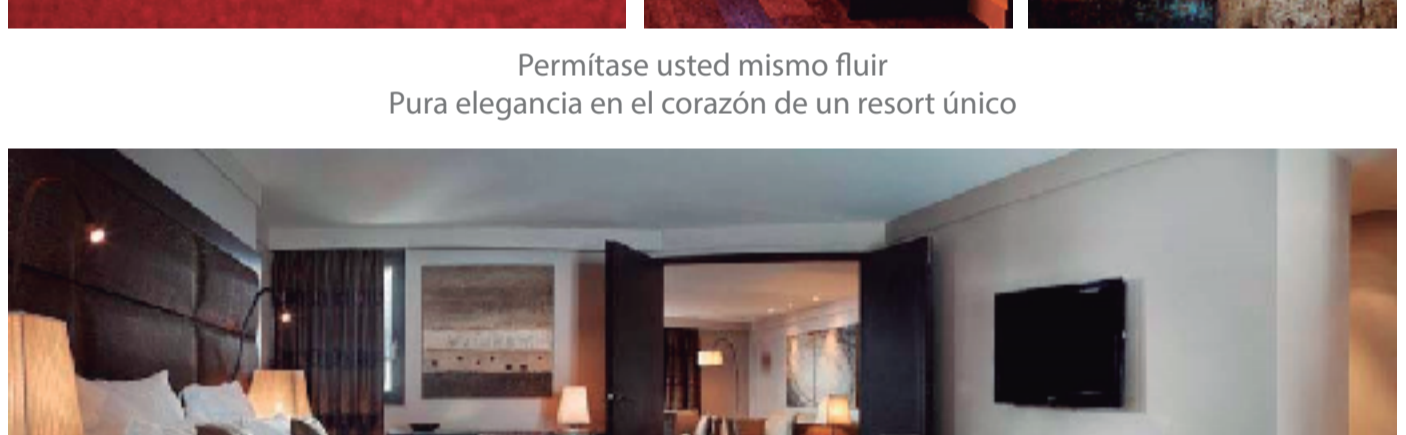 Permítase usted mismo fluir
Pura elegancia en el corazón de un resort único